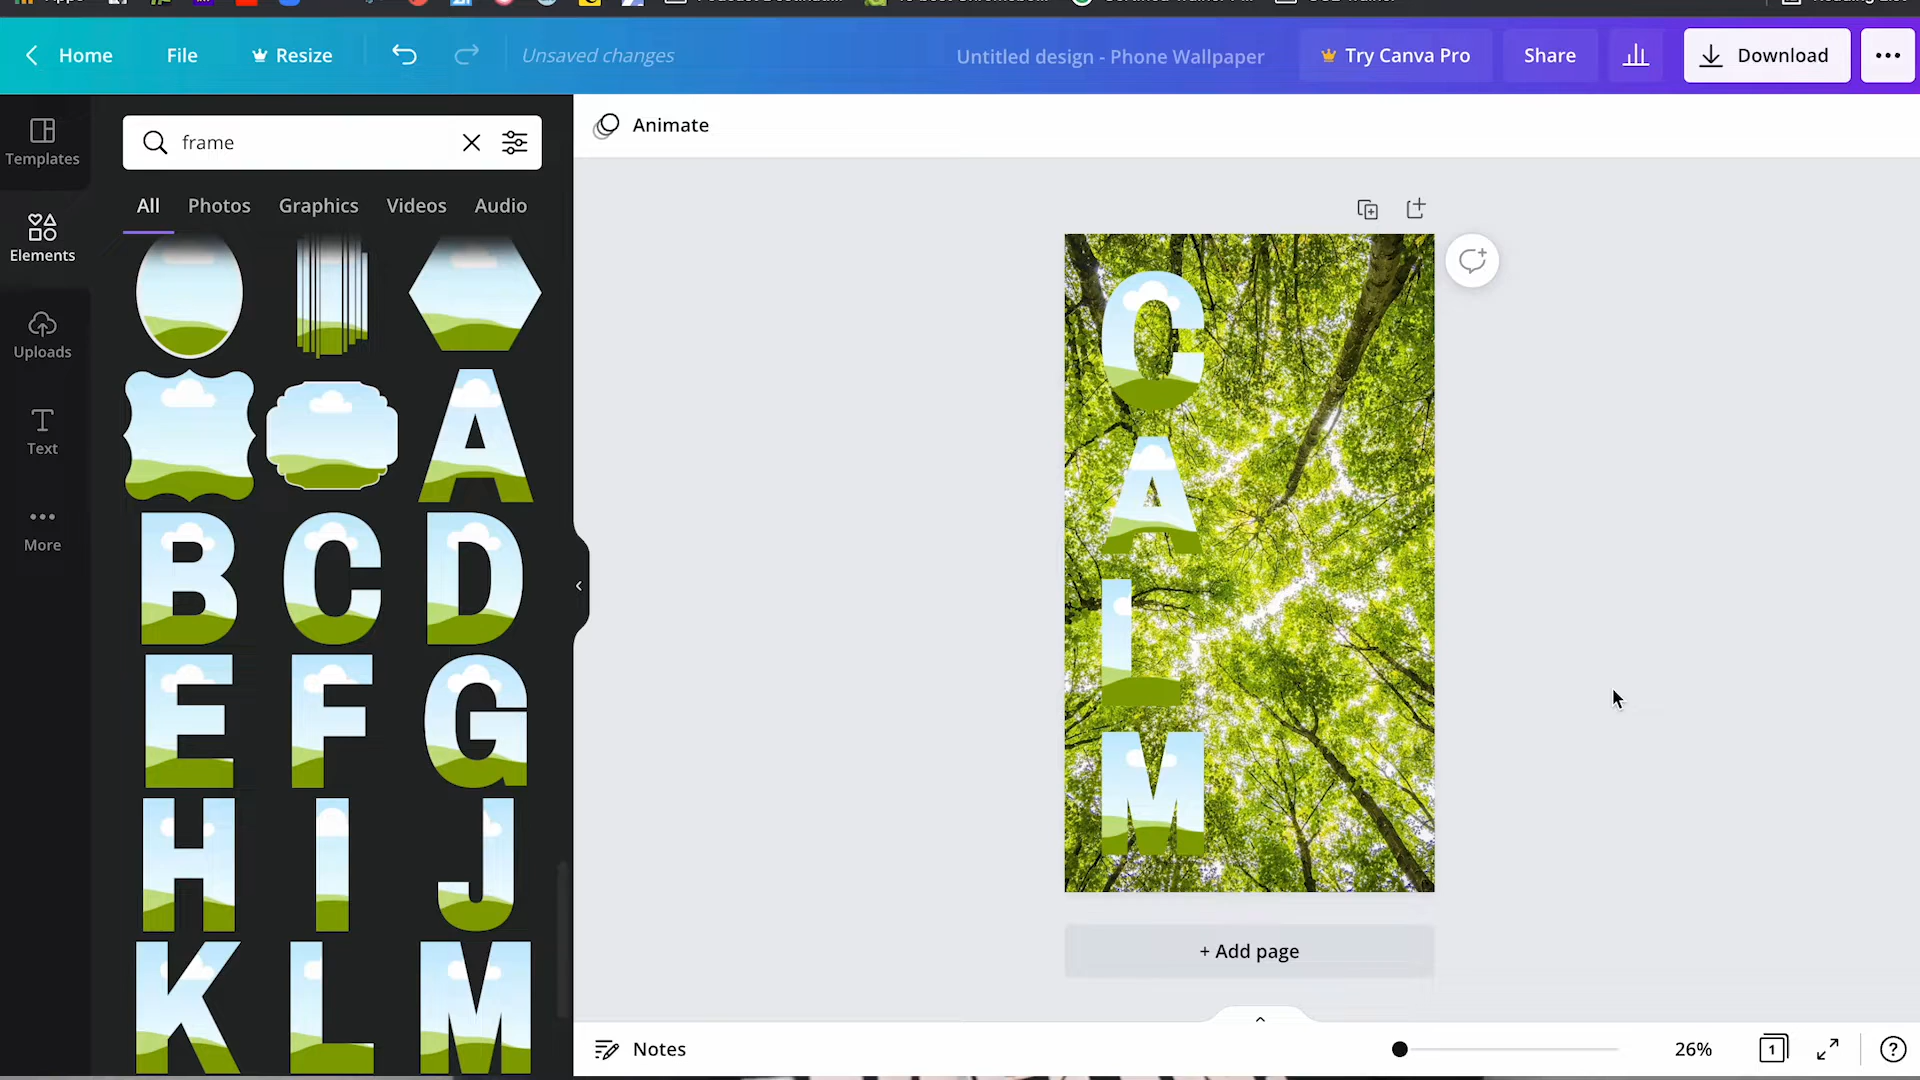 Home File Resize Unsaved changes Untitled design - Phone Wallpaper Try Canva Pro Share Download
Templates
Elements
Uploads
Text
More
frame
All Photos Graphics Videos Audio
A
B C D
E F G
H I J
K L M
Animate
C
A
L
M
+ Add page
Notes 26% 1 ?